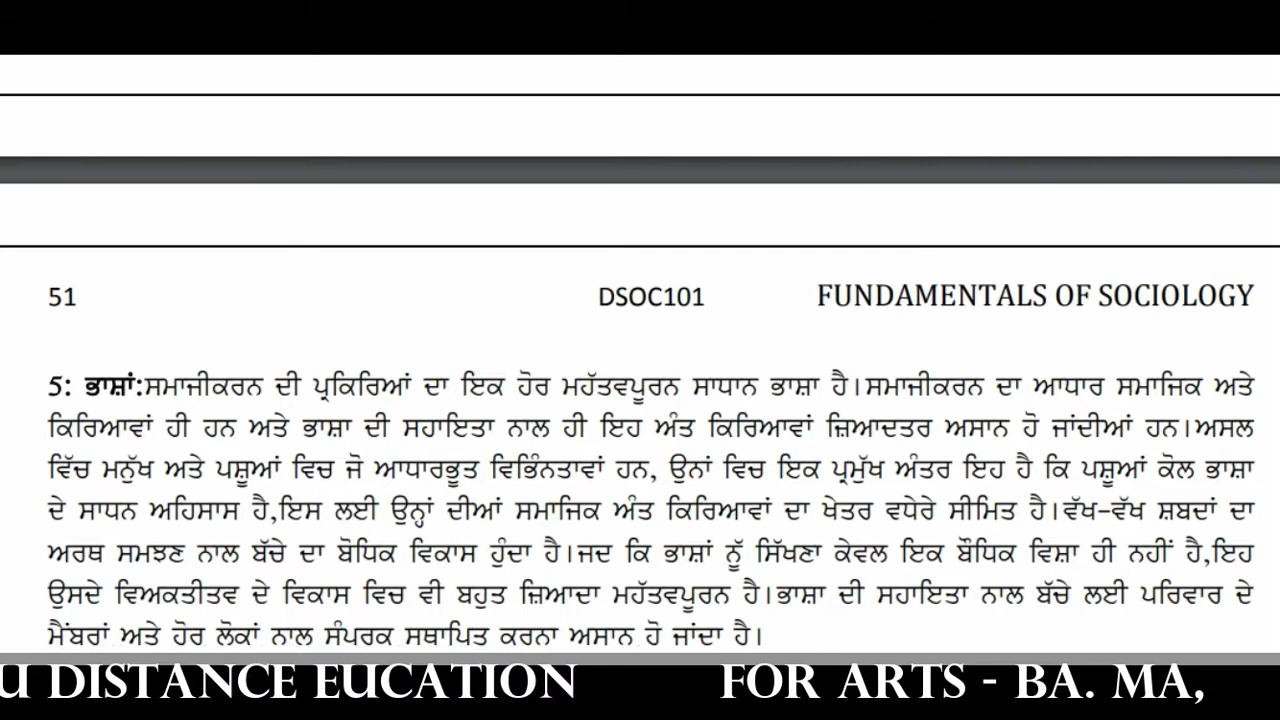 51 DSOC101 FUNDAMENTALS OF SOCIOLOGY
5: ਭਾਸ਼ਾਂ:ਸਮਾਜੀਕਰਨ ਦੀ ਪ੍ਰਕਿਰਿਆਂ ਦਾ ਇਕ ਹੋਰ ਮਹੱਤਵਪੂਰਨ ਸਾਧਾਨ ਭਾਸ਼ਾ ਹੈ।ਸਮਾਜੀਕਰਨ ਦਾ ਆਧਾਰ ਸਮਾਜਿਕ ਅਤੇ
ਕਿਰਿਆਵਾਂ ਹੀ ਹਨ ਅਤੇ ਭਾਸ਼ਾ ਦੀ ਸਹਾਇਤਾ ਨਾਲ ਹੀ ਇਹ ਅੰਤ ਕਿਰਿਆਵਾਂ ਜ਼ਿਆਦਤਰ ਅਸਾਨ ਹੋ ਜਾਂਦੀਆਂ ਹਨ।ਅਸਲ
ਵਿੱਚ ਮਨੁੱਖ ਅਤੇ ਪਸ਼ੂਆਂ ਵਿਚ ਜੋ ਆਧਾਰਭੂਤ ਵਿਭਿੰਨਤਾਵਾਂ ਹਨ, ਉਨਾਂ ਵਿਚ ਇਕ ਪ੍ਰਮੁੱਖ ਅੰਤਰ ਇਹ ਹੈ ਕਿ ਪਸ਼ੂਆਂ ਕੋਲ ਭਾਸ਼ਾ
ਦੇ ਸਾਧਨ ਅਹਿਸਾਸ ਹੈ,ਇਸ ਲਈ ਉਨ੍ਹਾਂ ਦੀਆਂ ਸਮਾਜਿਕ ਅੰਤ ਕਿਰਿਆਵਾਂ ਦਾ ਖੇਤਰ ਵਧੇਰੇ ਸੀਮਿਤ ਹੈ।ਵੱਖ-ਵੱਖ ਸ਼ਬਦਾਂ ਦਾ
ਅਰਥ ਸਮਝਣ ਨਾਲ ਬੱਚੇ ਦਾ ਬੋਧਿਕ ਵਿਕਾਸ ਹੁੰਦਾ ਹੈ।ਜਦ ਕਿ ਭਾਸ਼ਾਂ ਨੂੰ ਸਿੱਖਣਾ ਕੇਵਲ ਇਕ ਬੌਧਿਕ ਵਿਸ਼ਾ ਹੀ ਨਹੀਂ ਹੈ,ਇਹ
ਉਸਦੇ ਵਿਅਕਤੀਤਵ ਦੇ ਵਿਕਾਸ ਵਿਚ ਵੀ ਬਹੁਤ ਜ਼ਿਆਦਾ ਮਹੱਤਵਪੂਰਨ ਹੈ।ਭਾਸ਼ਾ ਦੀ ਸਹਾਇਤਾ ਨਾਲ ਬੱਚੇ ਲਈ ਪਰਿਵਾਰ ਦੇ
ਮੈਂਬਰਾਂ ਅਤੇ ਹੋਰ ਲੋਕਾਂ ਨਾਲ ਸੰਪਰਕ ਸਥਾਪਿਤ ਕਰਨਾ ਅਸਾਨ ਹੋ ਜਾਂਦਾ ਹੈ।
U DISTANCE EUCATION FOR ARTS - BA. MA,